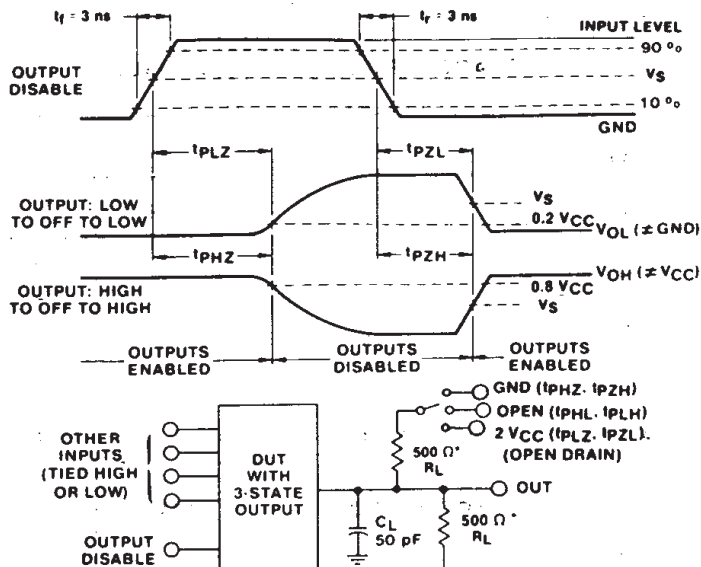 tf = 3 ns
tr = 3 ns
INPUT LEVEL
90 %
VS
10 %
GND
OUTPUT
DISABLE
tPLZ
tPZL
OUTPUT: LOW
TO OFF TO LOW
VS
0.2 VCC
VOL (≠ GND)
tPHZ
tPZH
OUTPUT: HIGH
TO OFF TO HIGH
VOH (≠ VCC)
0.8 VCC
VS
OUTPUTS
ENABLED
OUTPUTS
DISABLED
OUTPUTS
ENABLED
GND (tPHZ, tPZH)
OPEN (tPHL, tPLH)
2 VCC (tPLZ, tPZL)
(OPEN DRAIN)
OTHER
INPUTS
(TIED HIGH
OR LOW)
DUT
WITH
3-STATE
OUTPUT
500 Ω*
RL
OUT
CL
50 pF
500 Ω*
RL
OUTPUT
DISABLE